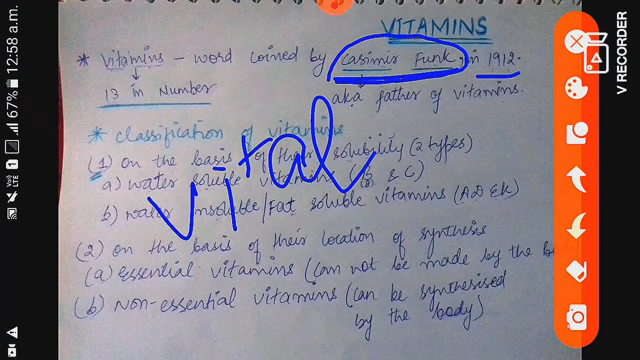 VITAMINS
* Vitamins - word coined by Casimir Funk, in 1912.
13 in Number
aka father of vitamins.
* classification of vitamins
(1) on the basis of their solubility (2 types)
a) water soluble vitamins (B & C)
b) water insoluble/Fat soluble vitamins (ADEK)
vital
(2) on the basis of their location of synthesis
(a) essential vitamins (can not be made by the body
(b) Non-essential vitamins (can be synthesised
by the body)
12:58 a.m.
67%
V RECORDER